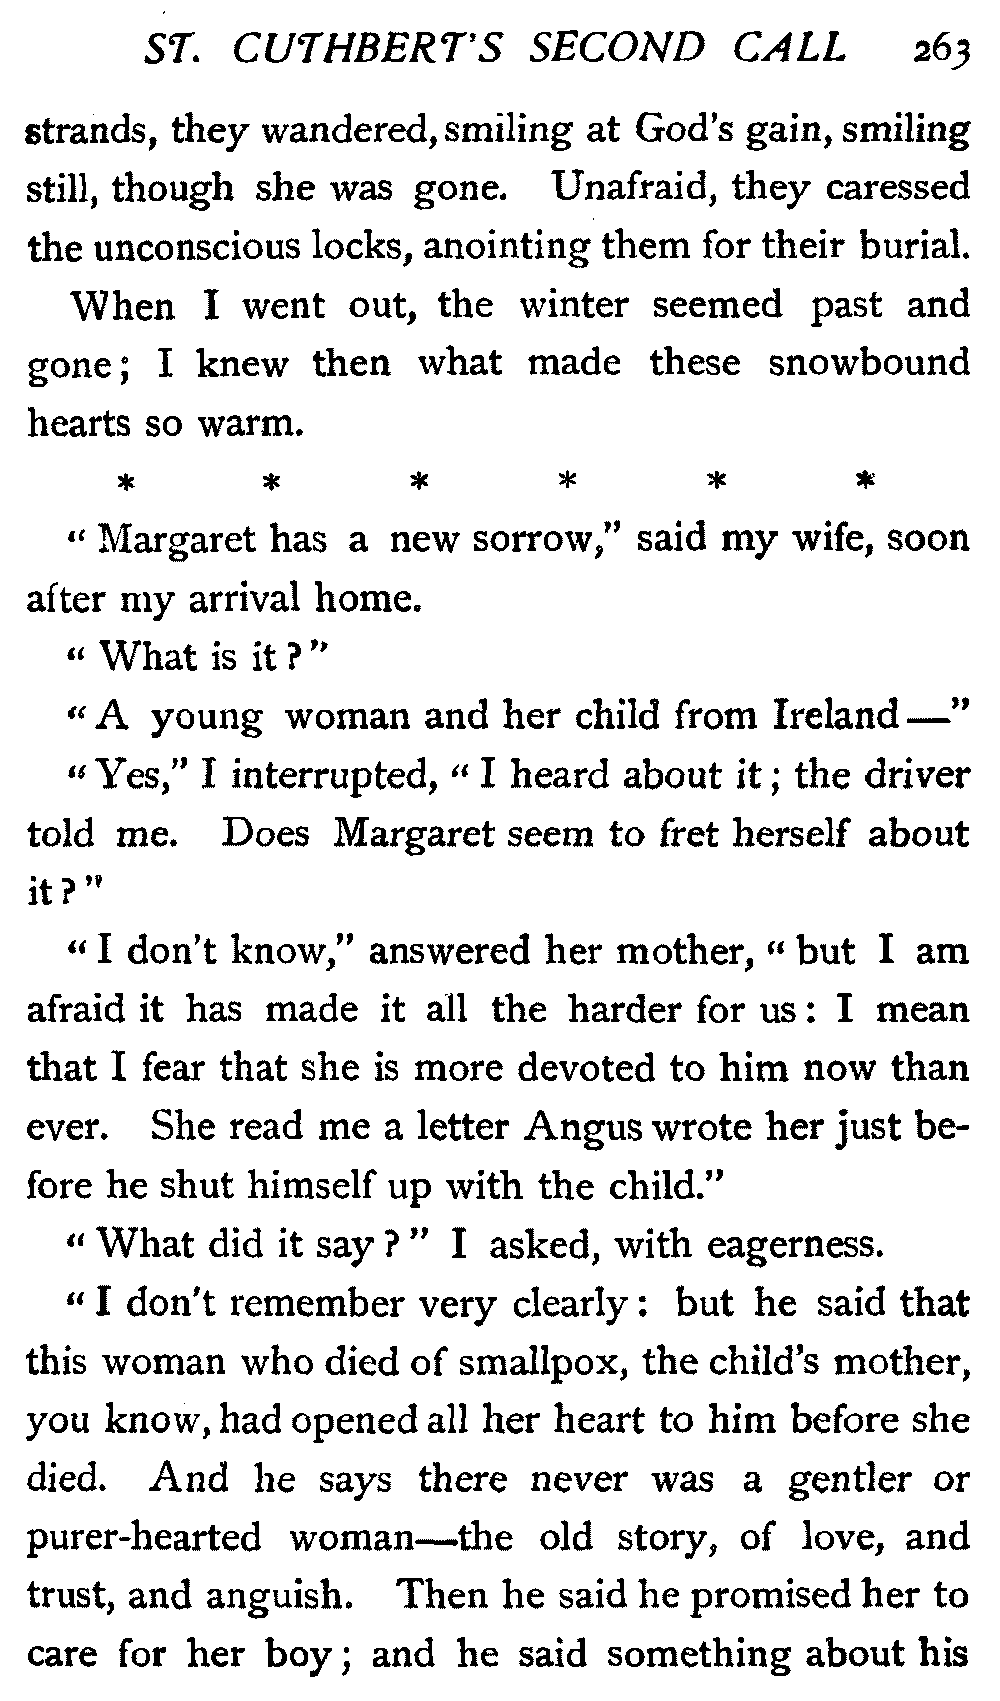 ST. CUTHBERT'S SECOND CALL 263
strands, they wandered, smiling at God's gain, smiling
still, though she was gone. Unafraid, they caressed
the unconscious locks, anointing them for their burial.
When I went out, the winter seemed past and
gone; I knew then what made these snowbound
hearts so warm.
* * * * * *
“Margaret has a new sorrow,” said my wife, soon
after my arrival home.
“What is it?”
“A young woman and her child from Ireland—”
“Yes,” I interrupted, “I heard about it; the driver
told me. Does Margaret seem to fret herself about
it?”
“I don't know,” answered her mother, “but I am
afraid it has made it all the harder for us: I mean
that I fear that she is more devoted to him now than
ever. She read me a letter Angus wrote her just be-
fore he shut himself up with the child.”
“What did it say?” I asked, with eagerness.
“I don't remember very clearly: but he said that
this woman who died of smallpox, the child's mother,
you know, had opened all her heart to him before she
died. And he says there never was a gentler or
purer-hearted woman—the old story, of love, and
trust, and anguish. Then he said he promised her to
care for her boy; and he said something about his